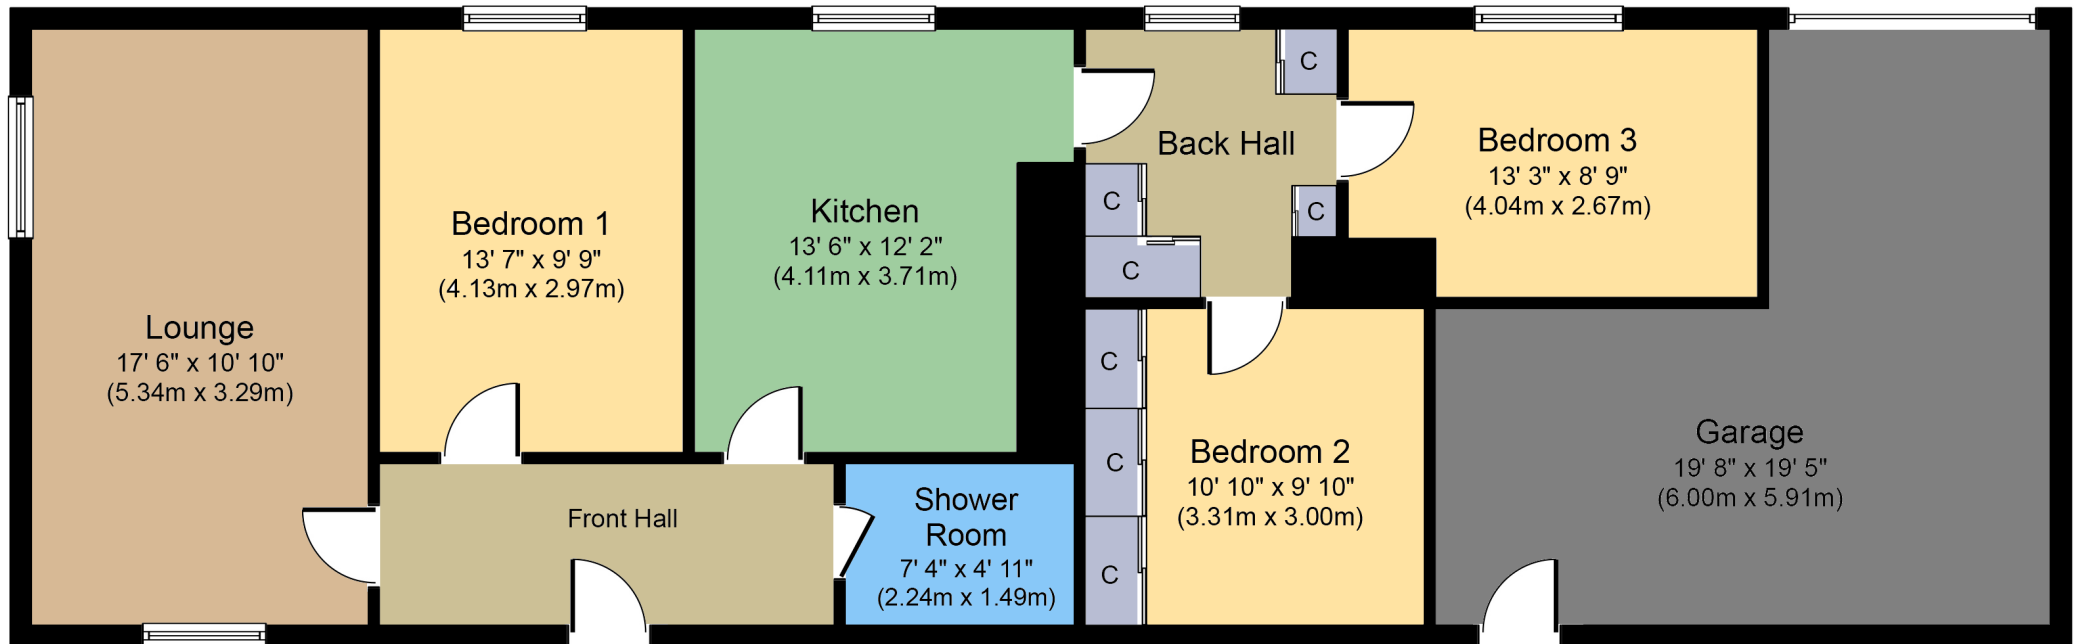 Lounge
17' 6" x 10' 10"
(5.34m x 3.29m)
Bedroom 1
13' 7" x 9' 9"
(4.13m x 2.97m)
Kitchen
13' 6" x 12' 2"
(4.11m x 3.71m)
Front Hall
Shower
Room
7' 4" x 4' 11"
(2.24m x 1.49m)
Back Hall
C
C
C
C
Bedroom 3
13' 3" x 8' 9"
(4.04m x 2.67m)
C
C
C
Bedroom 2
10' 10" x 9' 10"
(3.31m x 3.00m)
Garage
19' 8" x 19' 5"
(6.00m x 5.91m)